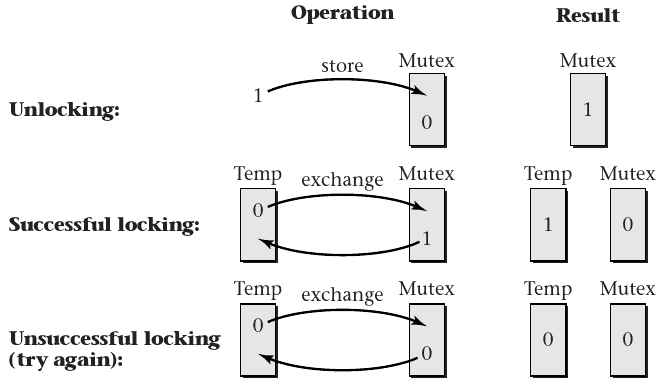 Operation Result
store Mutex Mutex
1
Unlocking: 0 1
Temp exchange Mutex Temp Mutex
0
Successful locking: 1 1 0
Temp exchange Mutex Temp Mutex
0
Unsuccessful locking 0 0 0
(try again):